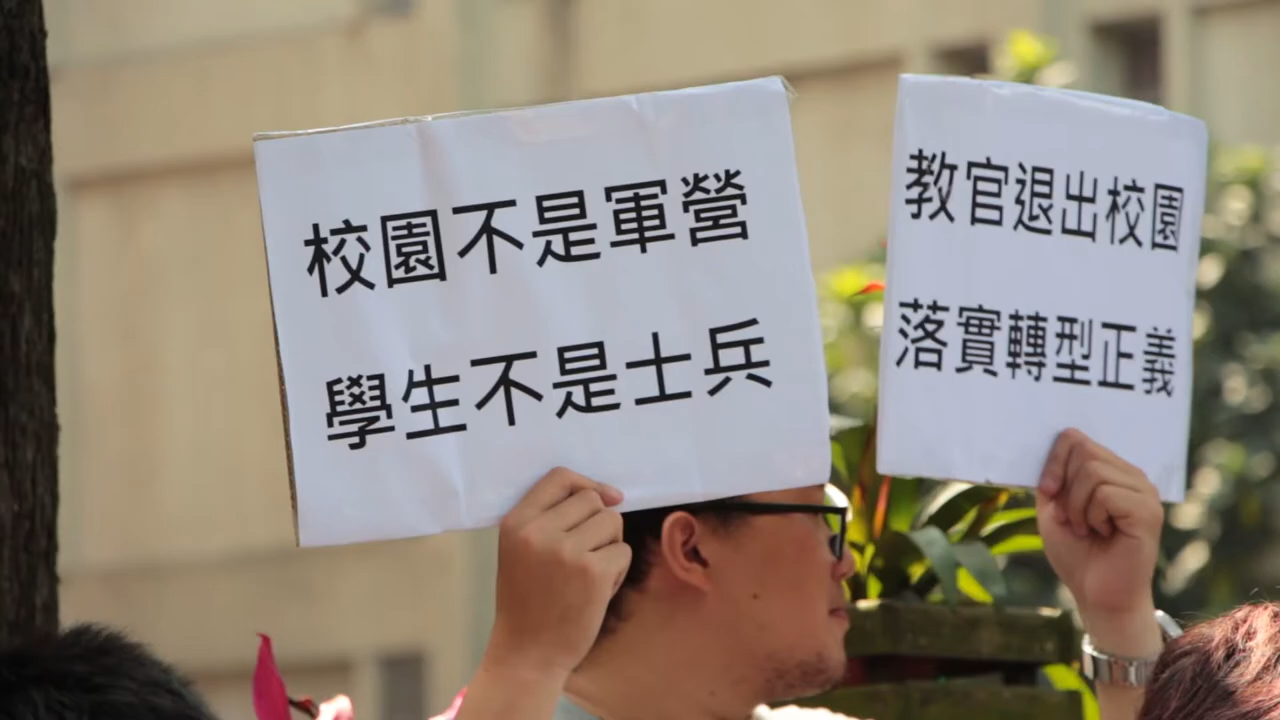 校園不是軍營
學生不是士兵
教官退出校園
落實轉型正義